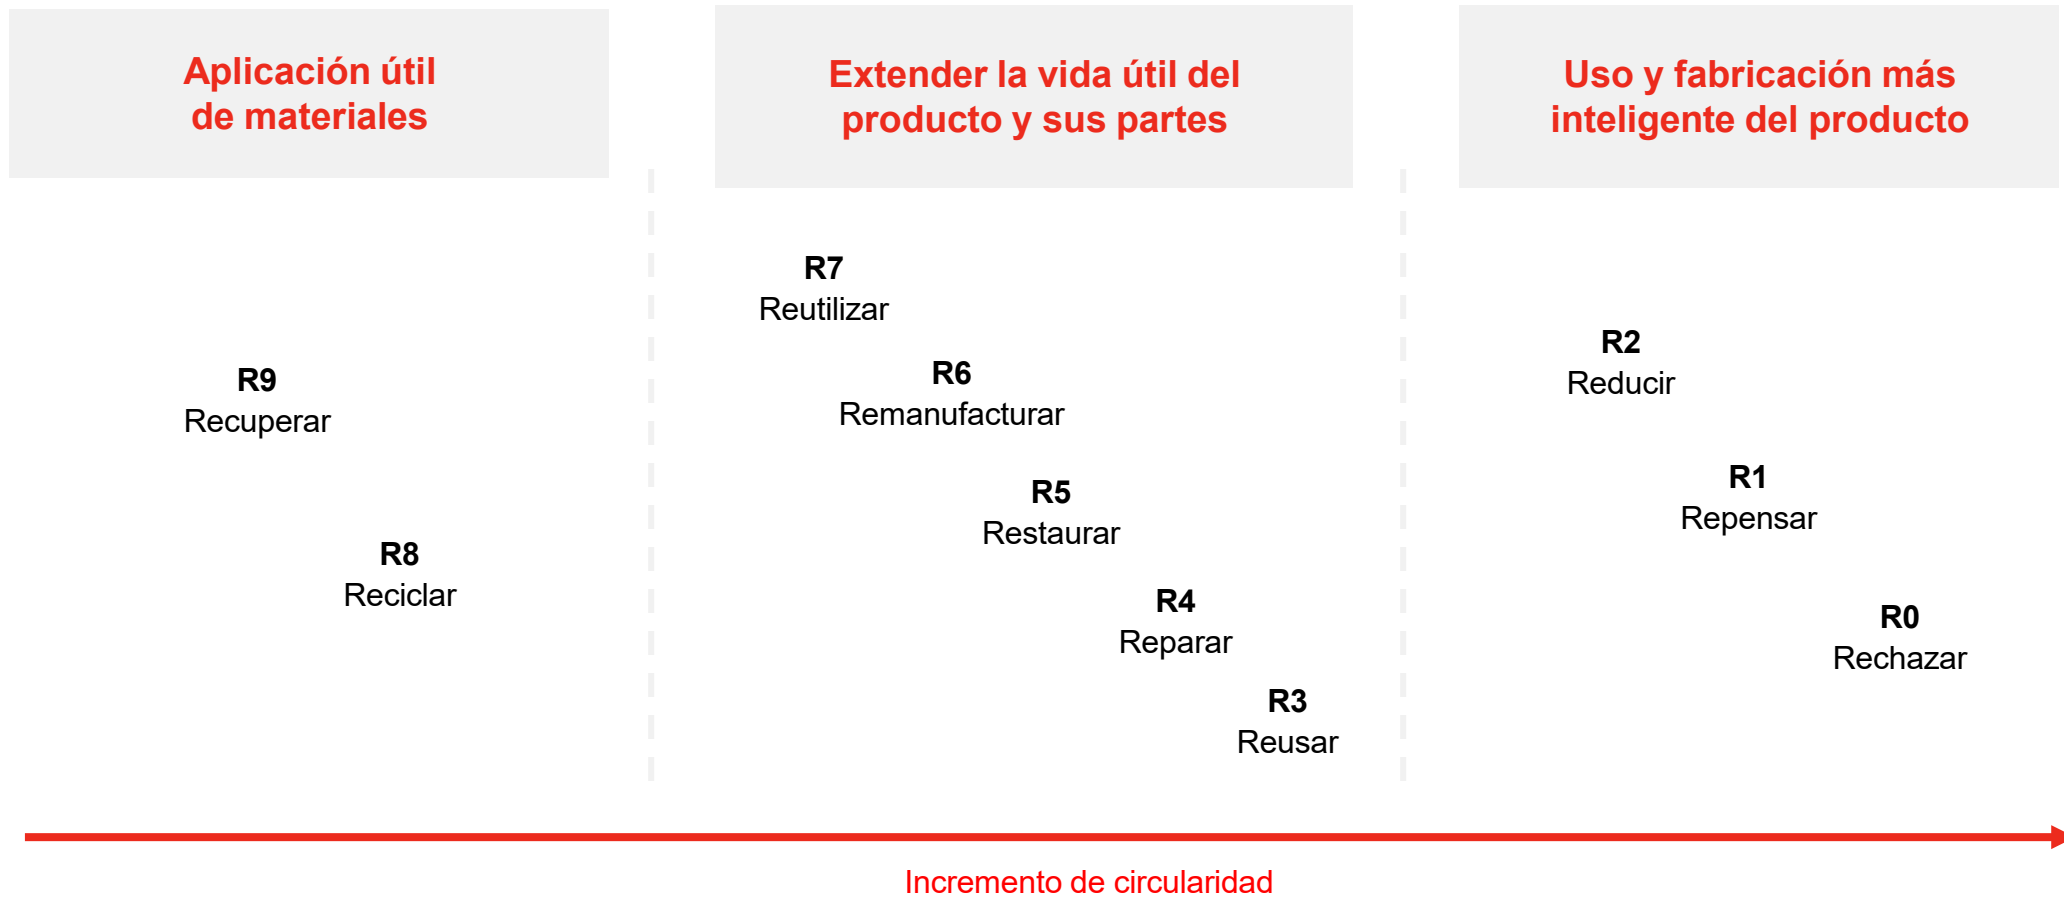 Aplicación útil
de materiales
Extender la vida útil del
producto y sus partes
Uso y fabricación más
inteligente del producto
R9
Recuperar
R8
Reciclar
R7
Reutilizar
R6
Remanufacturar
R5
Restaurar
R4
Reparar
R3
Reusar
R2
Reducir
R1
Repensar
R0
Rechazar
Incremento de circularidad